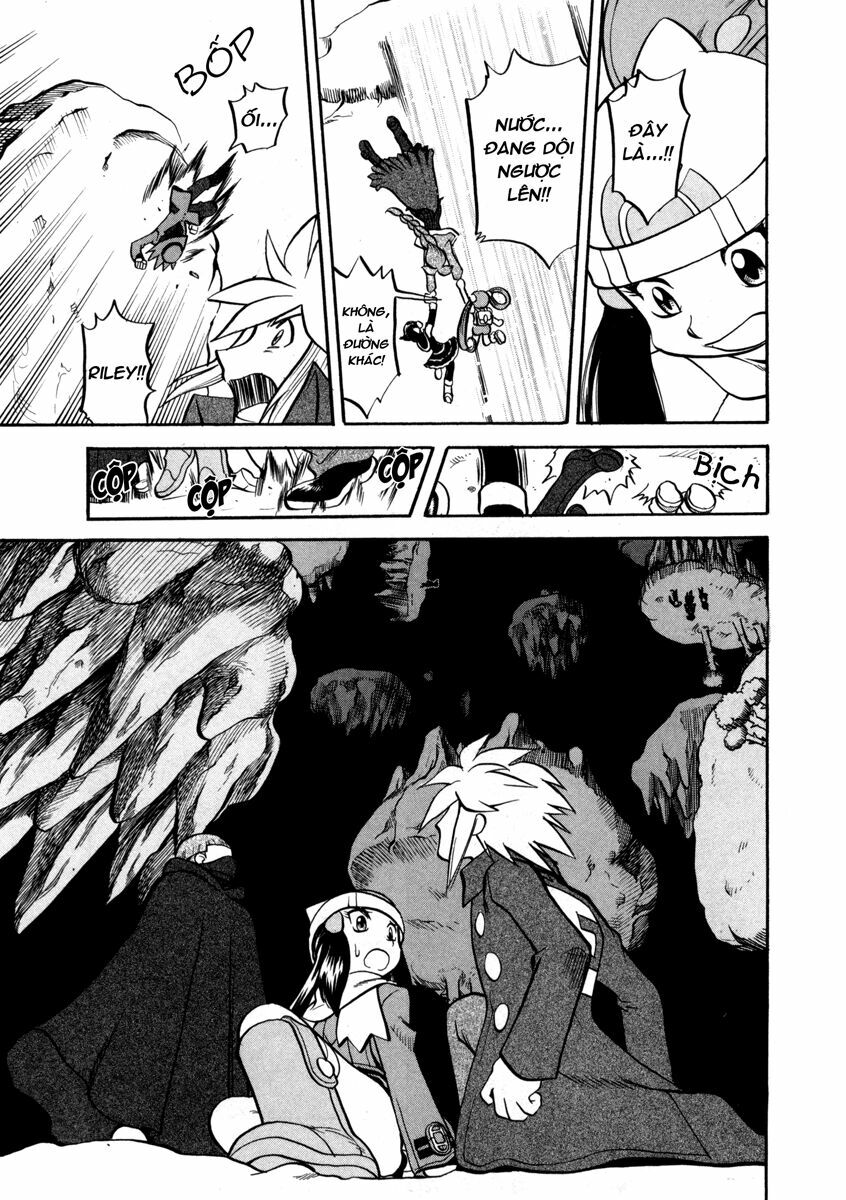 ĐÂY
LÀ...!!
NƯỚC...
ĐANG DỘI
NGƯỢC
LÊN!!
KHÔNG,
LÀ
ĐƯỜNG
KHÁC!
BỐP
ỐI...
RILEY!!
Bịch
CỘP
CỘP
CỘP